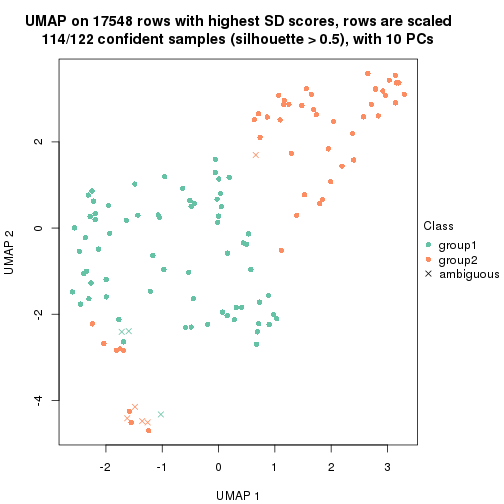 UMAP on 17548 rows with highest SD scores, rows are scaled
114/122 confident samples (silhouette > 0.5), with 10 PCs
UMAP 2
2
0
-2
-4
-2
-1
0
1
2
3
UMAP 1
Class
group1
group2
ambiguous